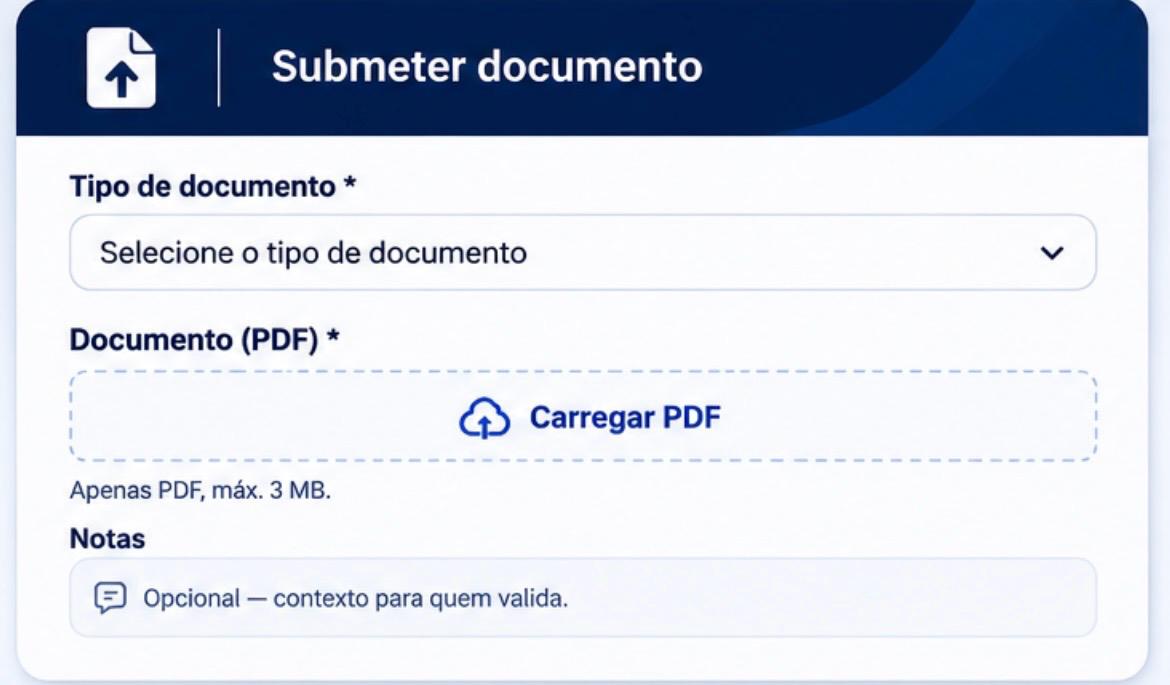 Submeter documento
Tipo de documento *
Selecione o tipo de documento
Documento (PDF) *
Carregar PDF
Apenas PDF, máx. 3 MB.
Notas
Opcional — contexto para quem valida.